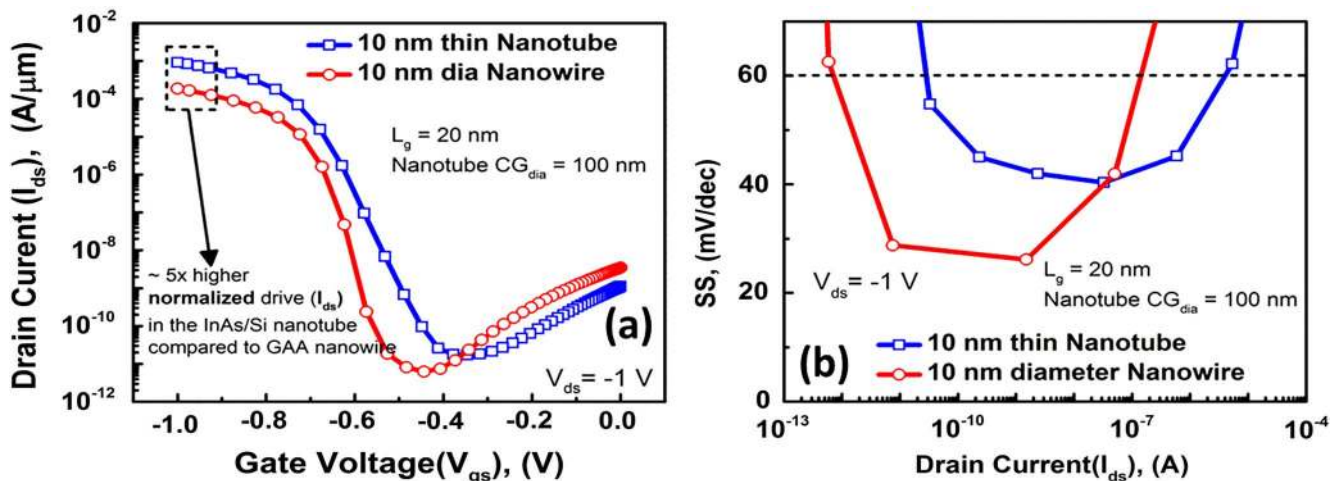 10 nm thin Nanotube
10 nm dia Nanowire
Drain Curent (Ids), (A/μm)
10-2
10-4
10-6
10-8
10-10
10-12
Lg = 20 nm
Nanotube CGdia = 100 nm
~ 5x higher
normalized drive (Ids)
in the InAs/Si nanotube
compared to GAA nanowire
(a)
Vds= -1 V
-1.0 -0.8 -0.6 -0.4 -0.2 0.0
Gate Voltage(Vgs), (V)
SS, (mV/dec)
80
60
40
20
0
Vds= -1 V
Lg = 20 nm
Nanotube CGdia = 100 nm
(b)
10 nm thin Nanotube
10 nm diameter Nanowire
10-13 10-10 10-7 10-4
Drain Current(Ids), (A)